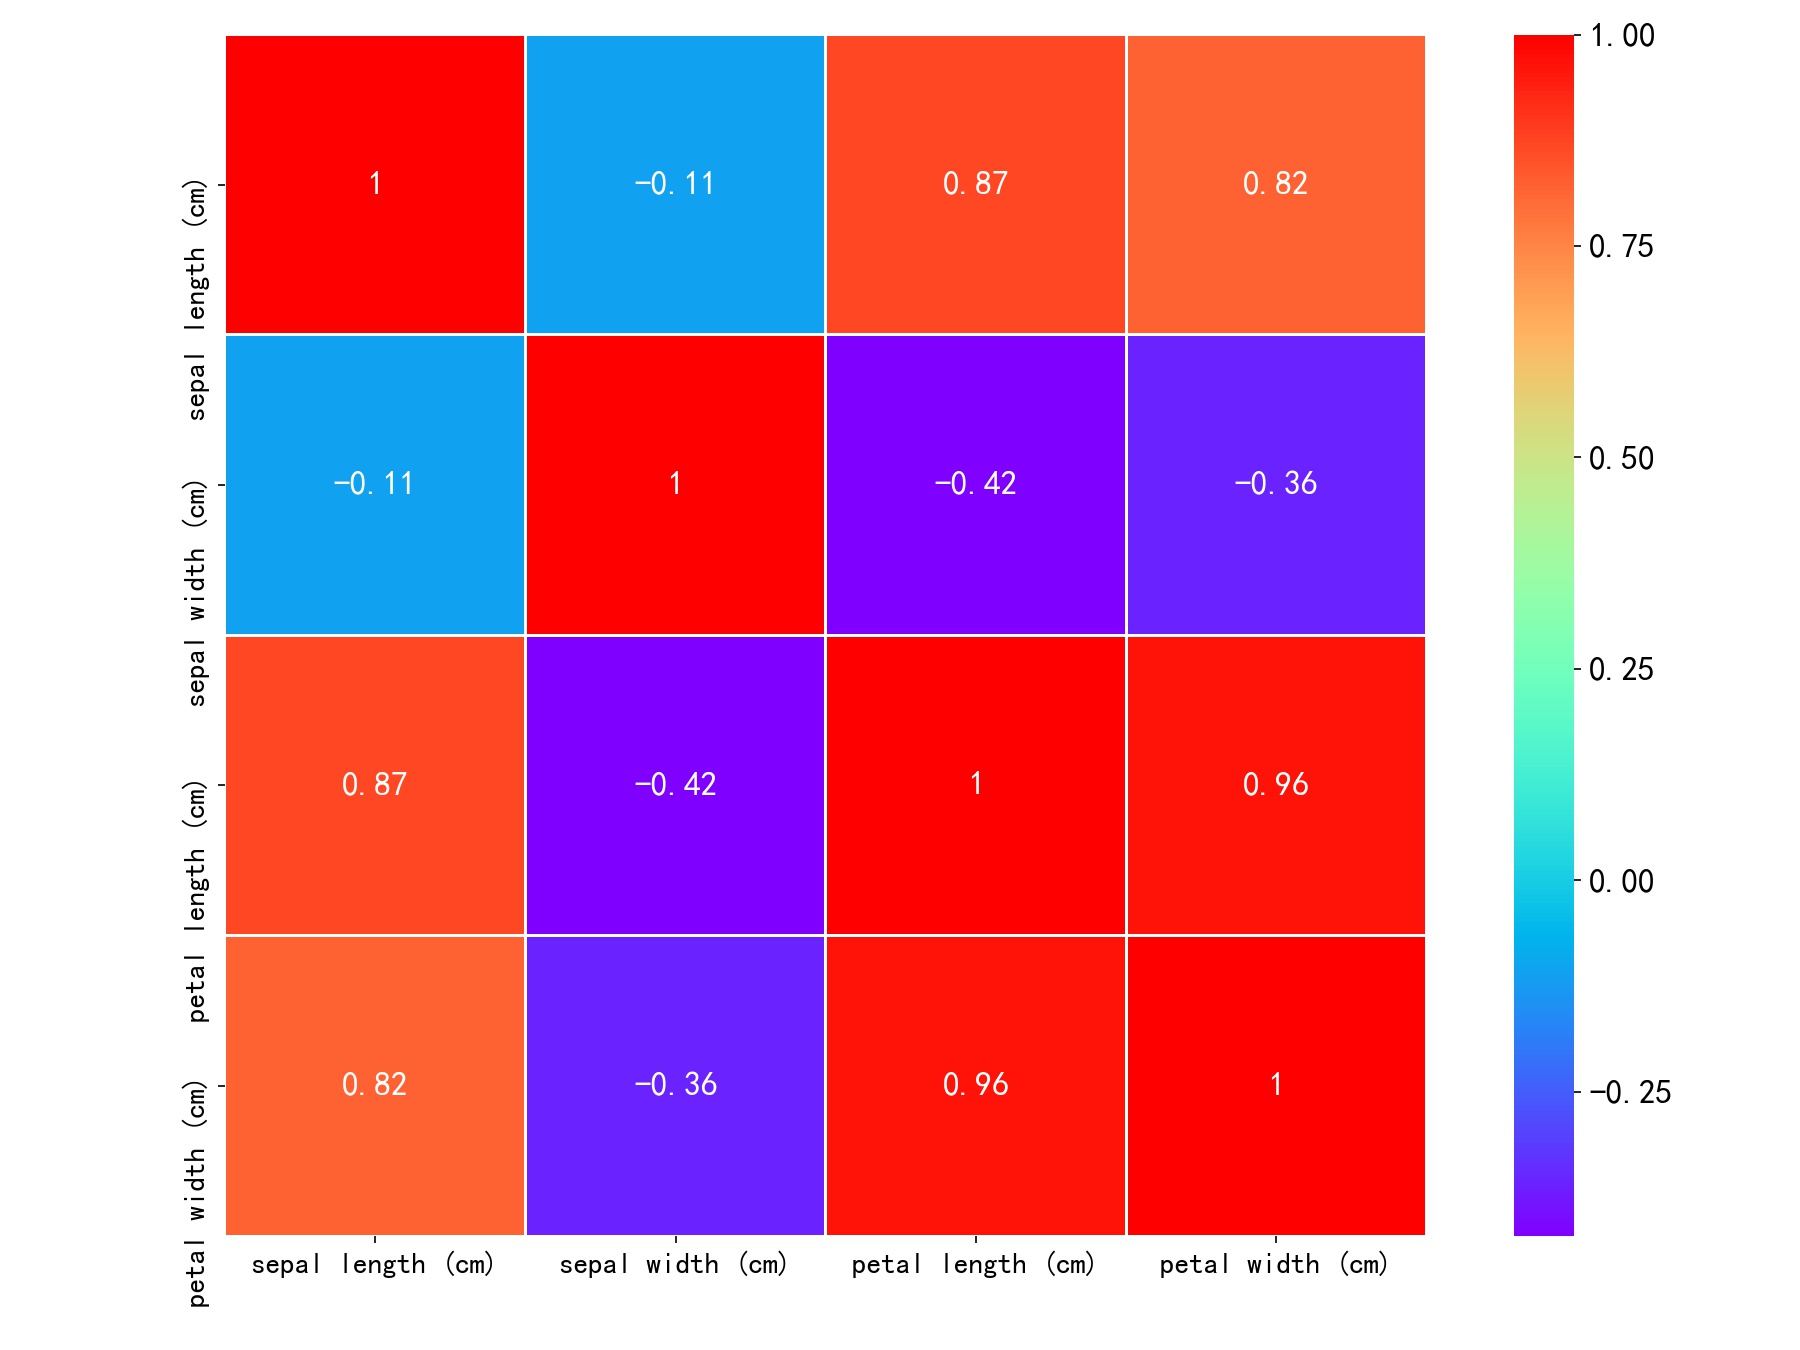 1 −0.11 0.87 0.82
−0.11 1 −0.42 −0.36
0.87 −0.42 1 0.96
0.82 −0.36 0.96 1
sepal length (cm)
sepal width (cm)
petal length (cm)
petal width (cm)
sepal length (cm) sepal width (cm) petal length (cm) petal width (cm)
1.00
0.75
0.50
0.25
0.00
−0.25